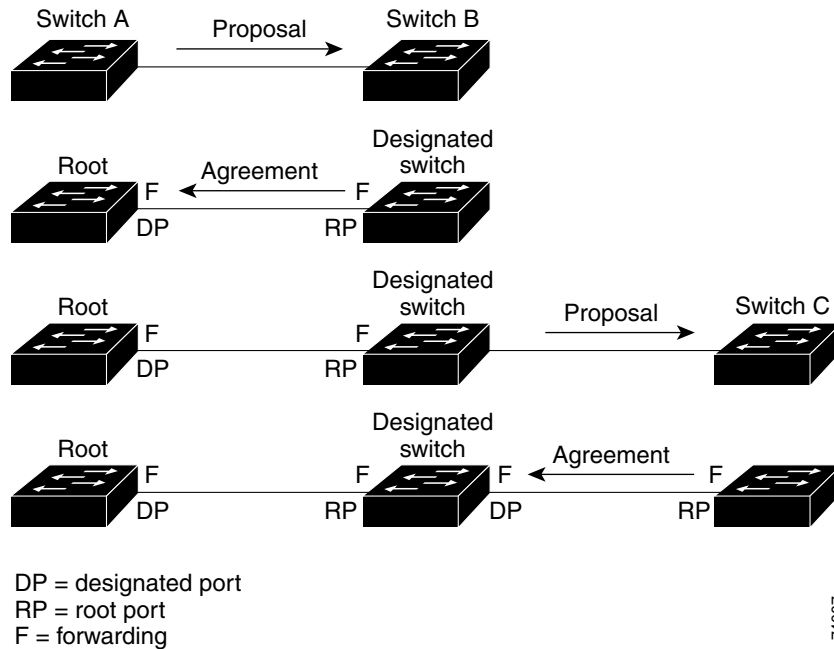 Switch A
Proposal
Switch B
Root
Agreement
Designated
switch
F
F
DP
RP
Root
Designated
switch
Proposal
Switch C
F
F
DP
RP
Root
Designated
switch
Agreement
F
F
F
F
DP
RP
DP
RP
DP = designated port
RP = root port
F = forwarding